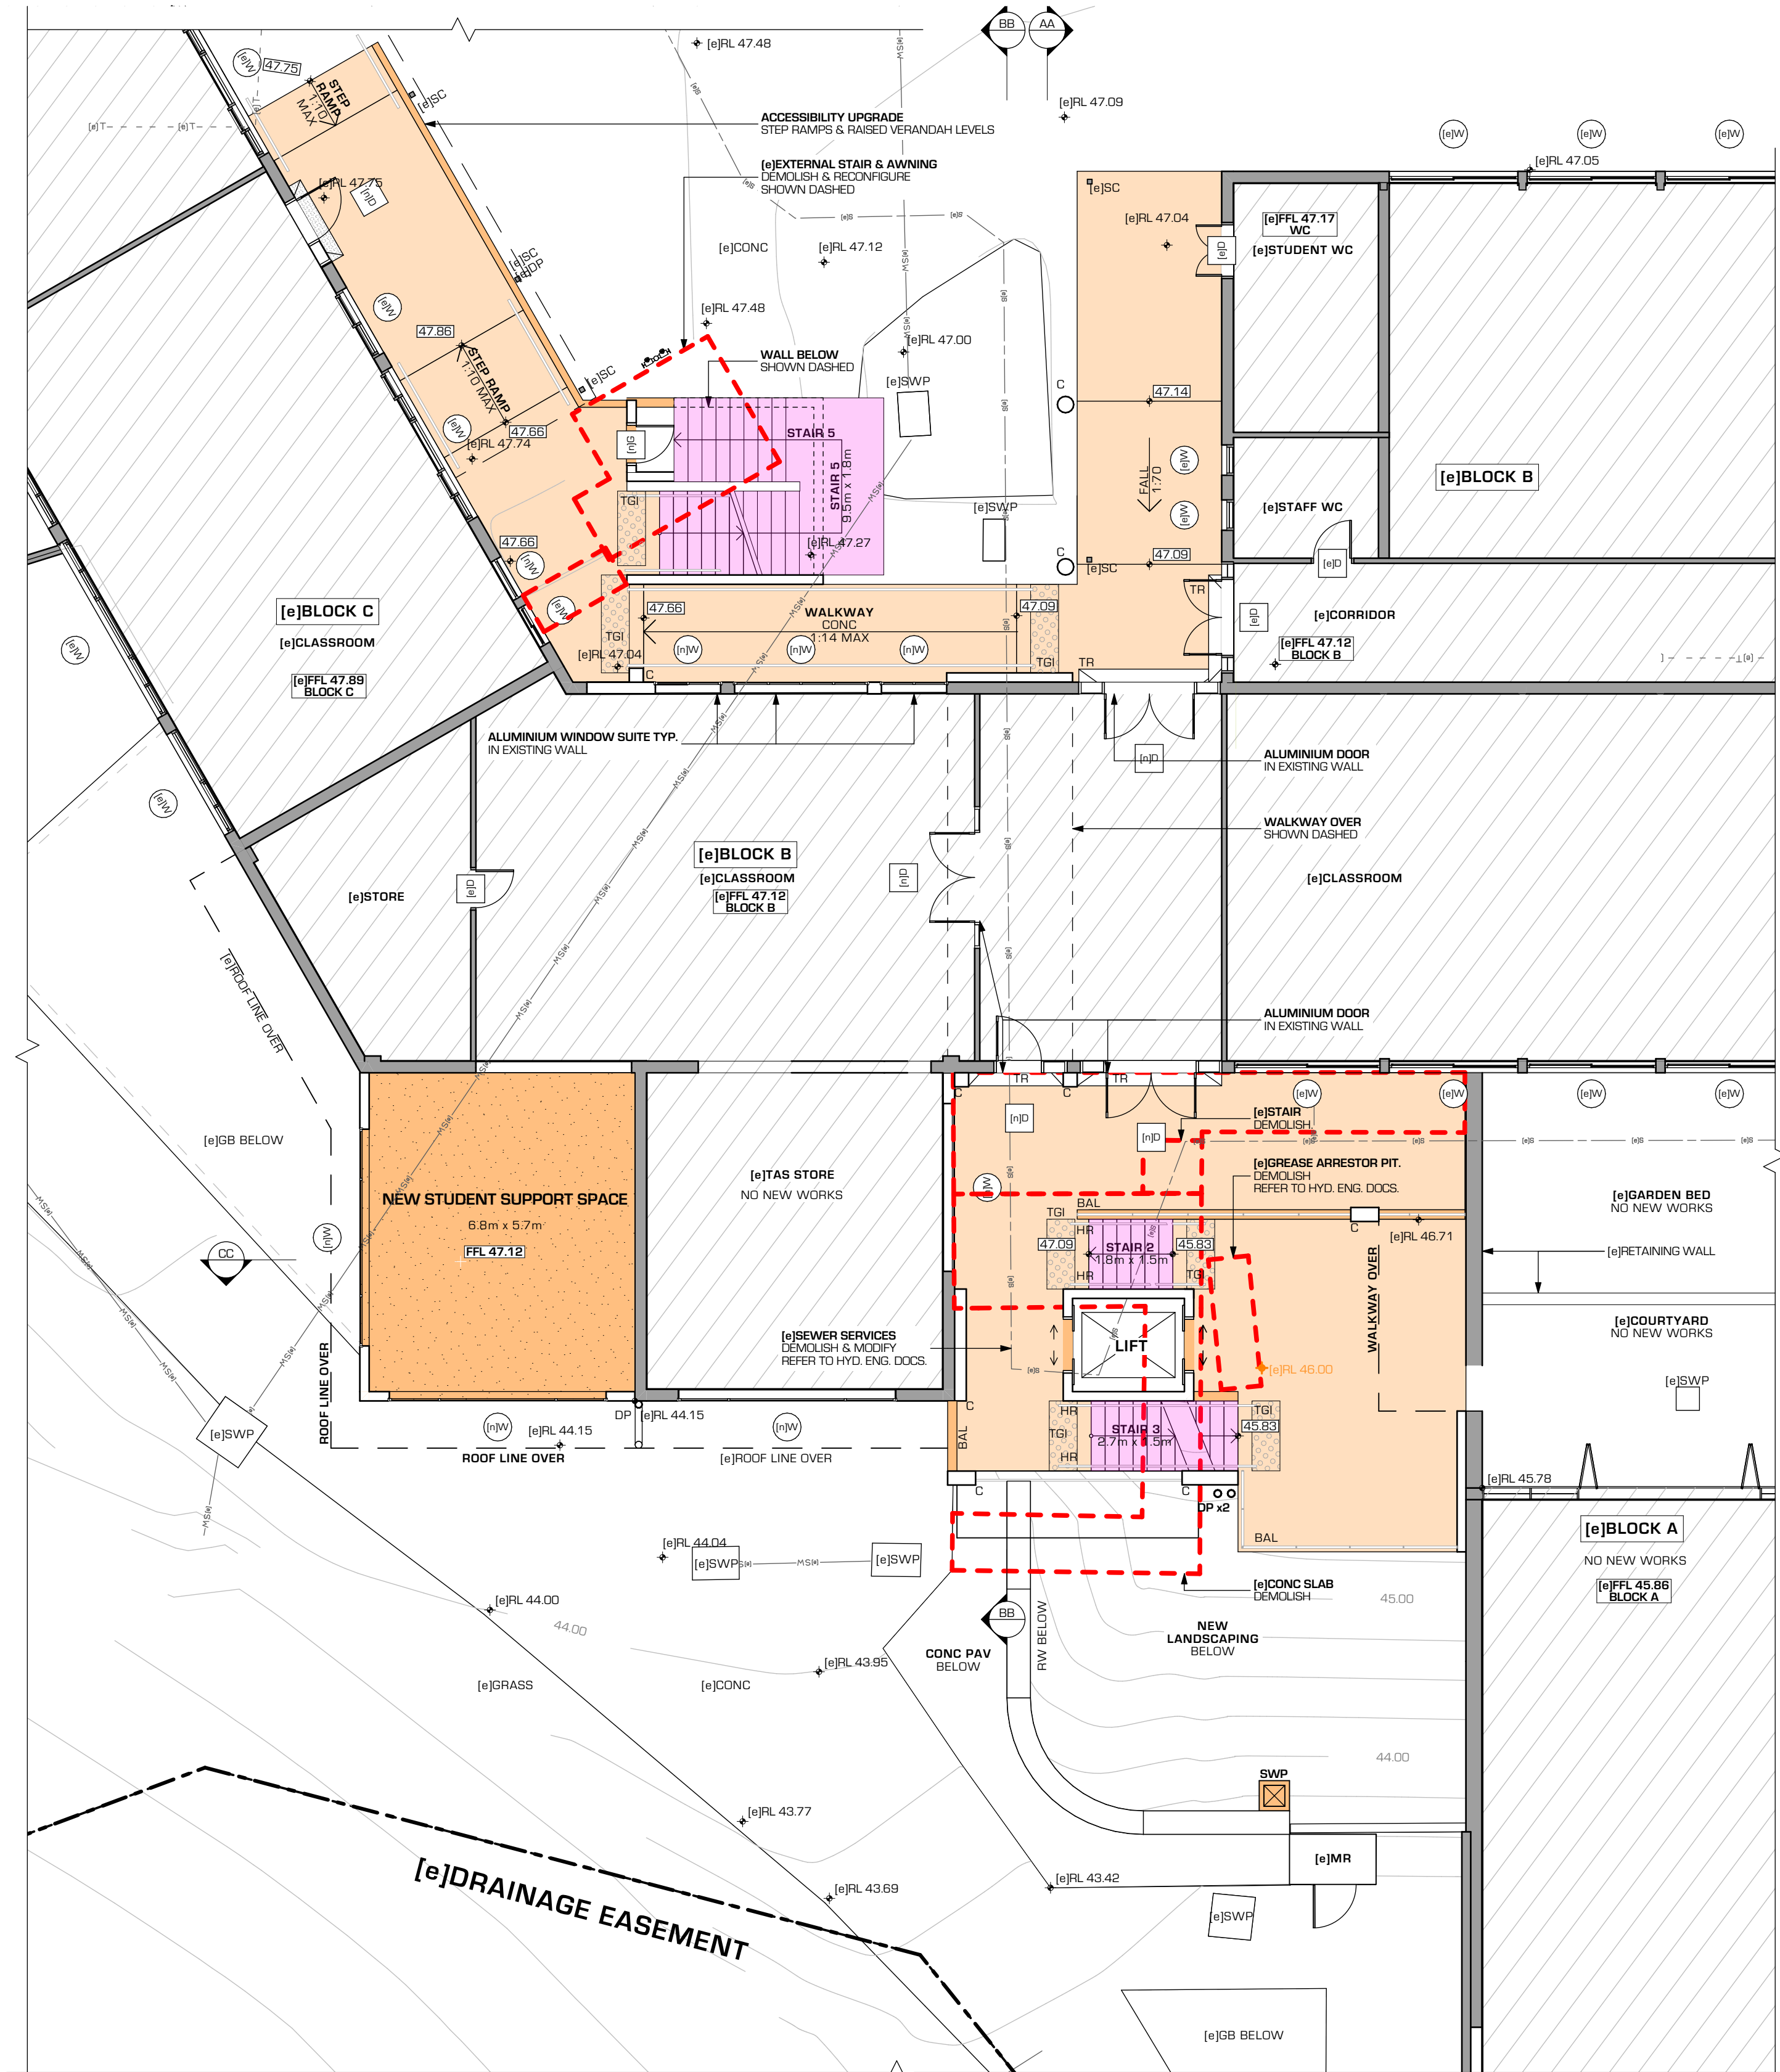 BB
AA
[e]RL 47.48
[e]W
47.75
STEP
RAMP
1:10
MAX
[e]SC
[e]RL 47.09
ACCESSIBILITY UPGRADE
STEP RAMPS & RAISED VERANDAH LEVELS
[e]T
[e]T
[e]T
[e]W
[e]W
[e]W
[e]EXTERNAL STAIR & AWNING
DEMOLISH & RECONFIGURE
SHOWN DASHED
[e]RL 47.05
[e]RL 47.75
[n]D
[e]SC
[e]RL 47.04
[e]D
[e]FFL 47.17
WC
[e]STUDENT WC
[e]S
[e]S
[e]S
[e]S
[e]SW
[e]SW
[e]SW
[e]CONC
[e]RL 47.12
[e]SC
[e]DP
[e]W
47.86
[e]RL 47.48
[e]RL 47.00
STEP RAMP
1:10 MAX
WALL BELOW
SHOWN DASHED
[e]SC
[e]SWP
C
47.14
47.66
[e]W
[e]RL 47.74
[n]G
STAIR 5
STAIR 5
9.5m x 1.8m
FALL
1:70
[e]W
[e]W
[e]BLOCK B
[e]STAFF WC
TGI
[e]SWP
[e]RL 47.27
C
47.66
[n]W
47.09
[e]SC
[e]D
TR
[e]W
47.66
WALKWAY
CONC
1:14 MAX
47.09
[e]D
[e]CORRIDOR
[e]FFL 47.12
BLOCK B
[e]BLOCK C
[e]CLASSROOM
[e]W
TGI
[n]W
[n]W
[n]W
[e]RL 47.04
C
TGI
TR
[e]FFL 47.89
BLOCK C
ALUMINIUM WINDOW SUITE TYP.
IN EXISTING WALL
[n]D
ALUMINIUM DOOR
IN EXISTING WALL
[e]W
WALKWAY OVER
SHOWN DASHED
[e]BLOCK B
[e]CLASSROOM
[e]FFL 47.12
BLOCK B
[n]D
[e]STORE
[e]D
[e]CLASSROOM
[e]ROOF LINE OVER
ALUMINIUM DOOR
IN EXISTING WALL
TR
TR
C
C
[n]D
[n]D
[e]STAIR
DEMOLISH.
[e]W
[e]W
[e]W
[e]W
[e]GB BELOW
[e]TAS STORE
NO NEW WORKS
[e]GREASE ARRESTOR PIT.
DEMOLISH
REFER TO HYD. ENG. DOCS.
[n]W
NEW STUDENT SUPPORT SPACE
6.8m x 5.7m
FFL 47.12
[e]GARDEN BED
NO NEW WORKS
TGI
BAL
HR
STAIR 2
1.8m x 1.5m
HR
TGI
47.09
45.83
C
[e]RL 46.71
[e]RETAINING WALL
CC
[n]W
WALKWAY OVER
[e]SEWER SERVICES
DEMOLISH & MODIFY
REFER TO HYD. ENG. DOCS.
LIFT
[e]RL 46.00
[e]COURTYARD
NO NEW WORKS
ROOF LINE OVER
[e]SWP
[e]SWP
[n]W
[e]RL 44.15
DP
[e]RL 44.15
[n]W
ROOF LINE OVER
[e]ROOF LINE OVER
C
BAL
TGI
HR
STAIR 3
2.7m x 1.5m
HR
TGI
45.83
[e]RL 45.78
C
C
DP x2
[e]BLOCK A
NO NEW WORKS
[e]FFL 45.86
BLOCK A
BAL
[e]RL 44.04
[e]SWP
[e]SW
[e]SWP
[e]CONC SLAB
DEMOLISH
45.00
[e]RL 44.00
44.00
BB
RW BELOW
NEW
LANDSCAPING
BELOW
CONC PAV
BELOW
[e]RL 43.95
[e]GRASS
[e]CONC
44.00
SWP
[e]RL 43.77
[e]MR
[e]DRAINAGE EASEMENT
[e]RL 43.69
[e]RL 43.42
[e]SWP
[e]GB BELOW